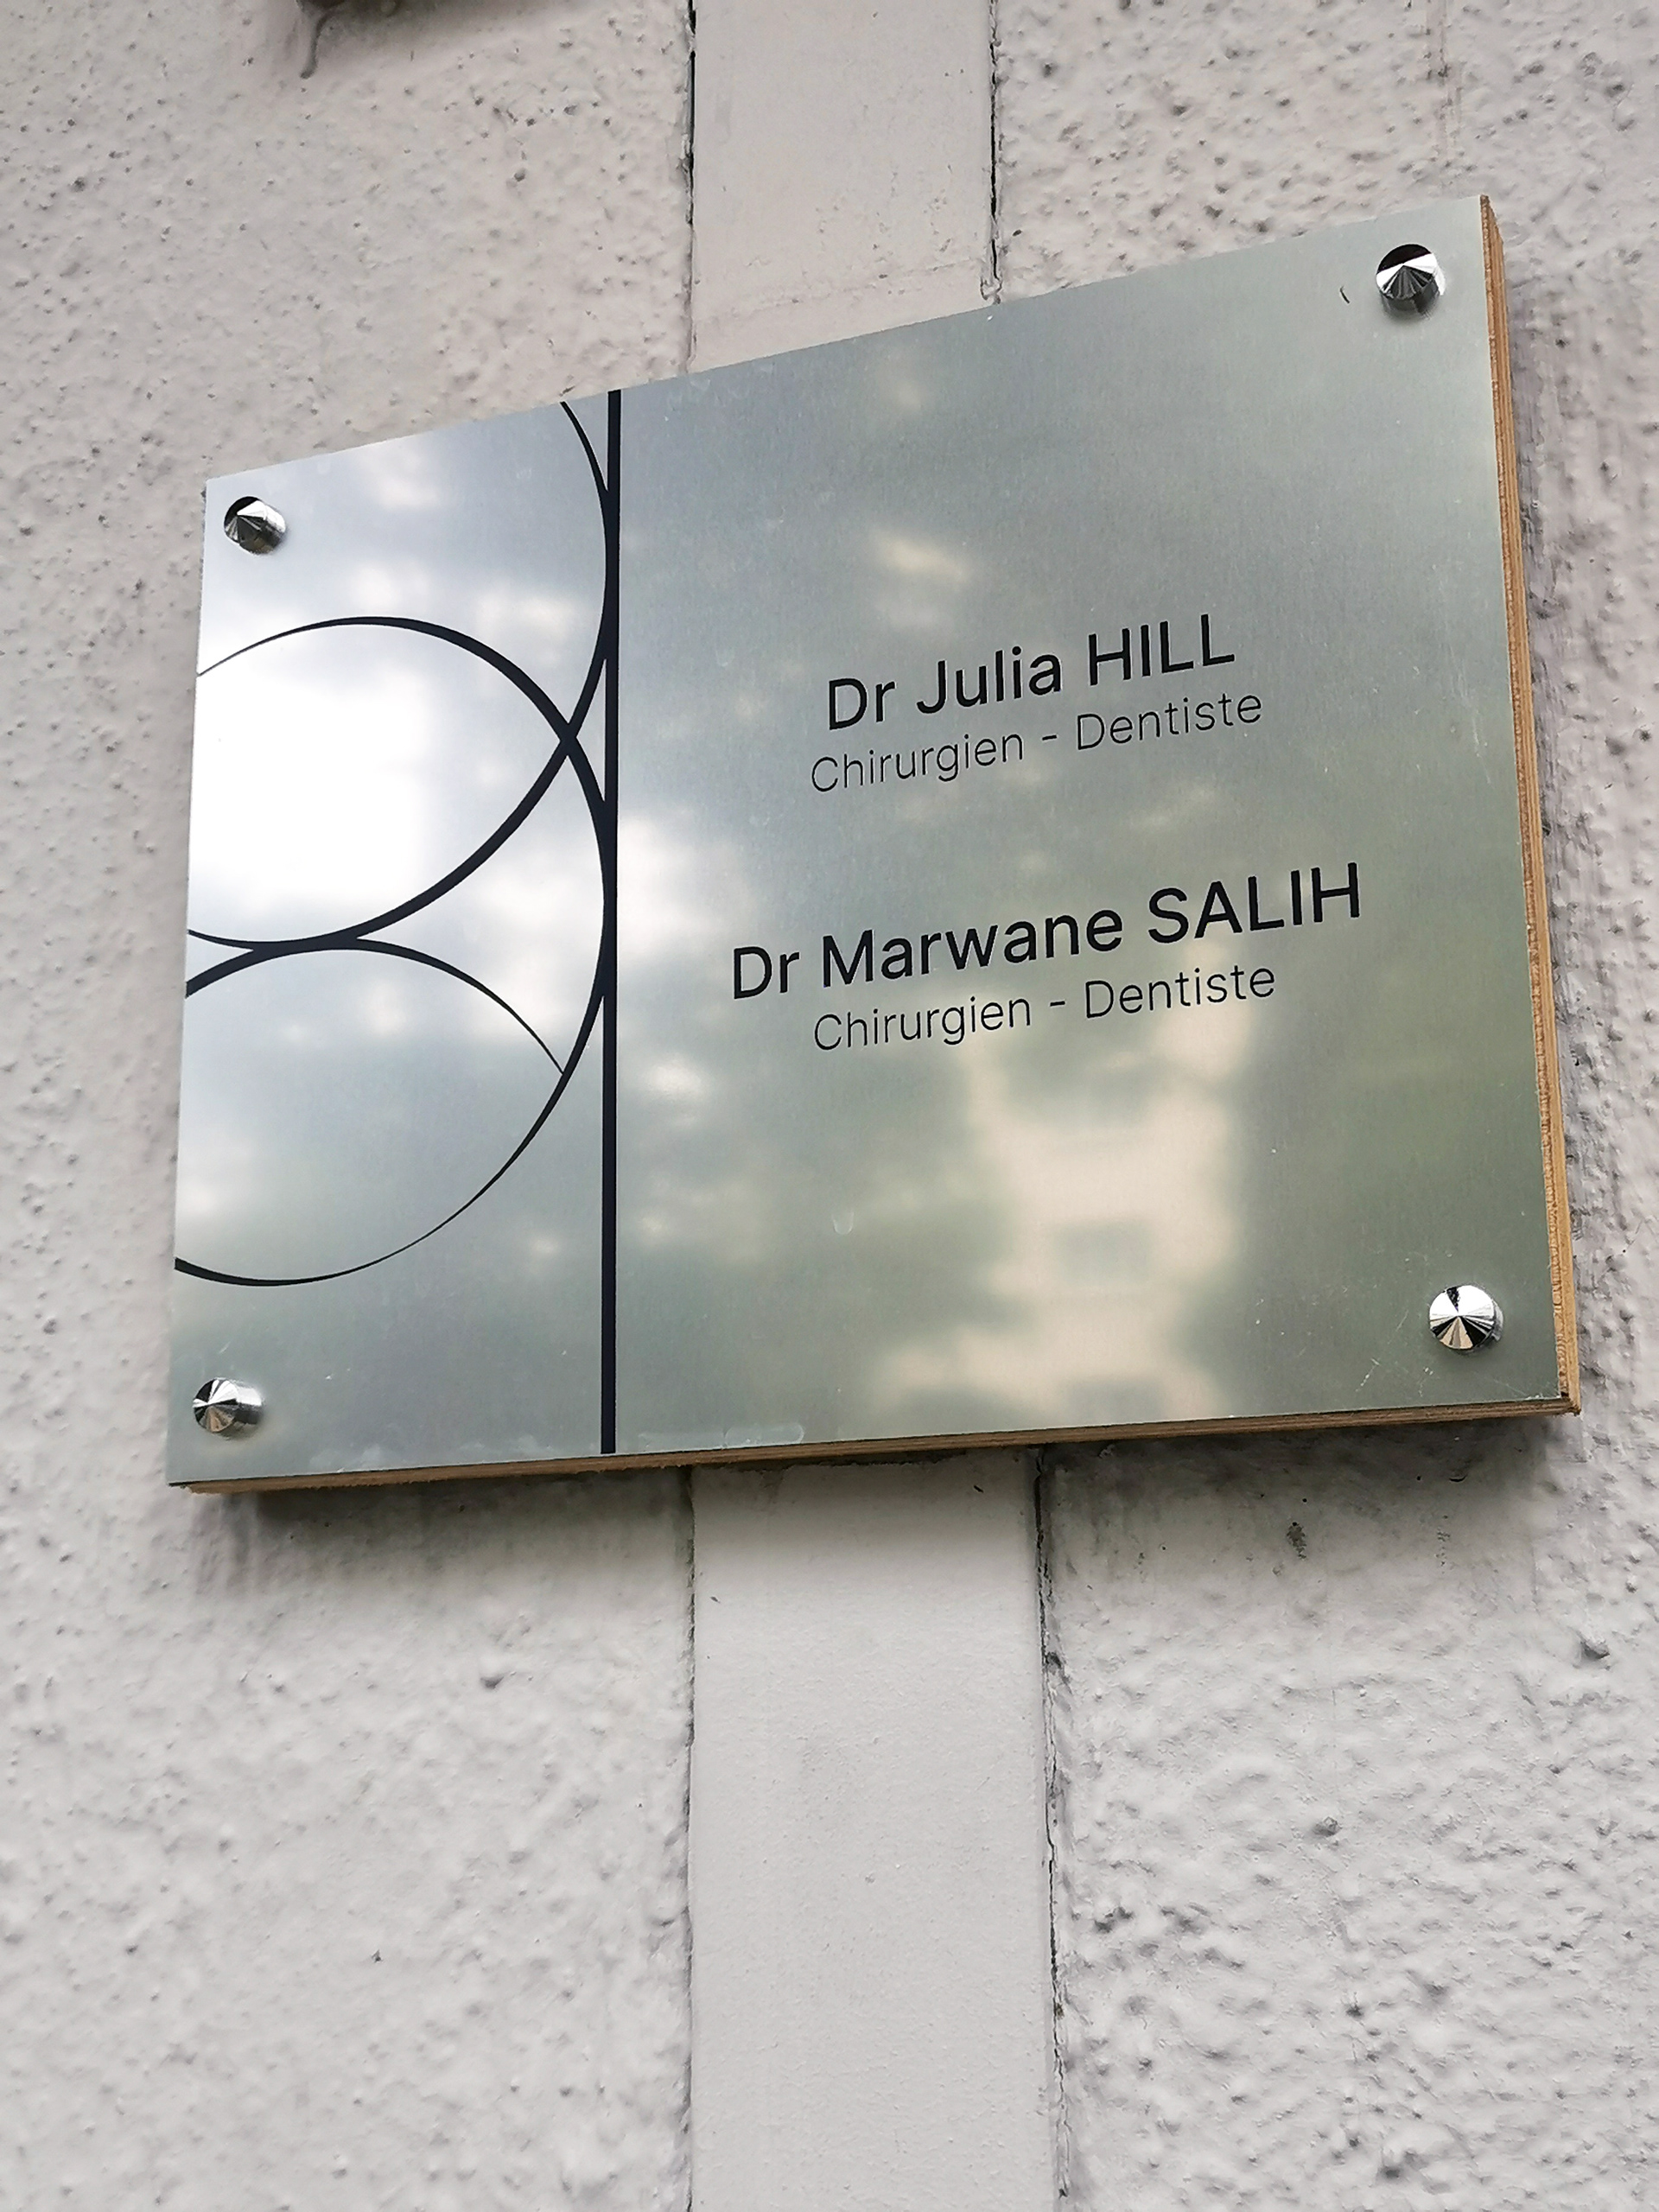 Dr Julia HILL
Chirurgien - Dentiste
Dr Marwane SALIH
Chirurgien - Dentiste